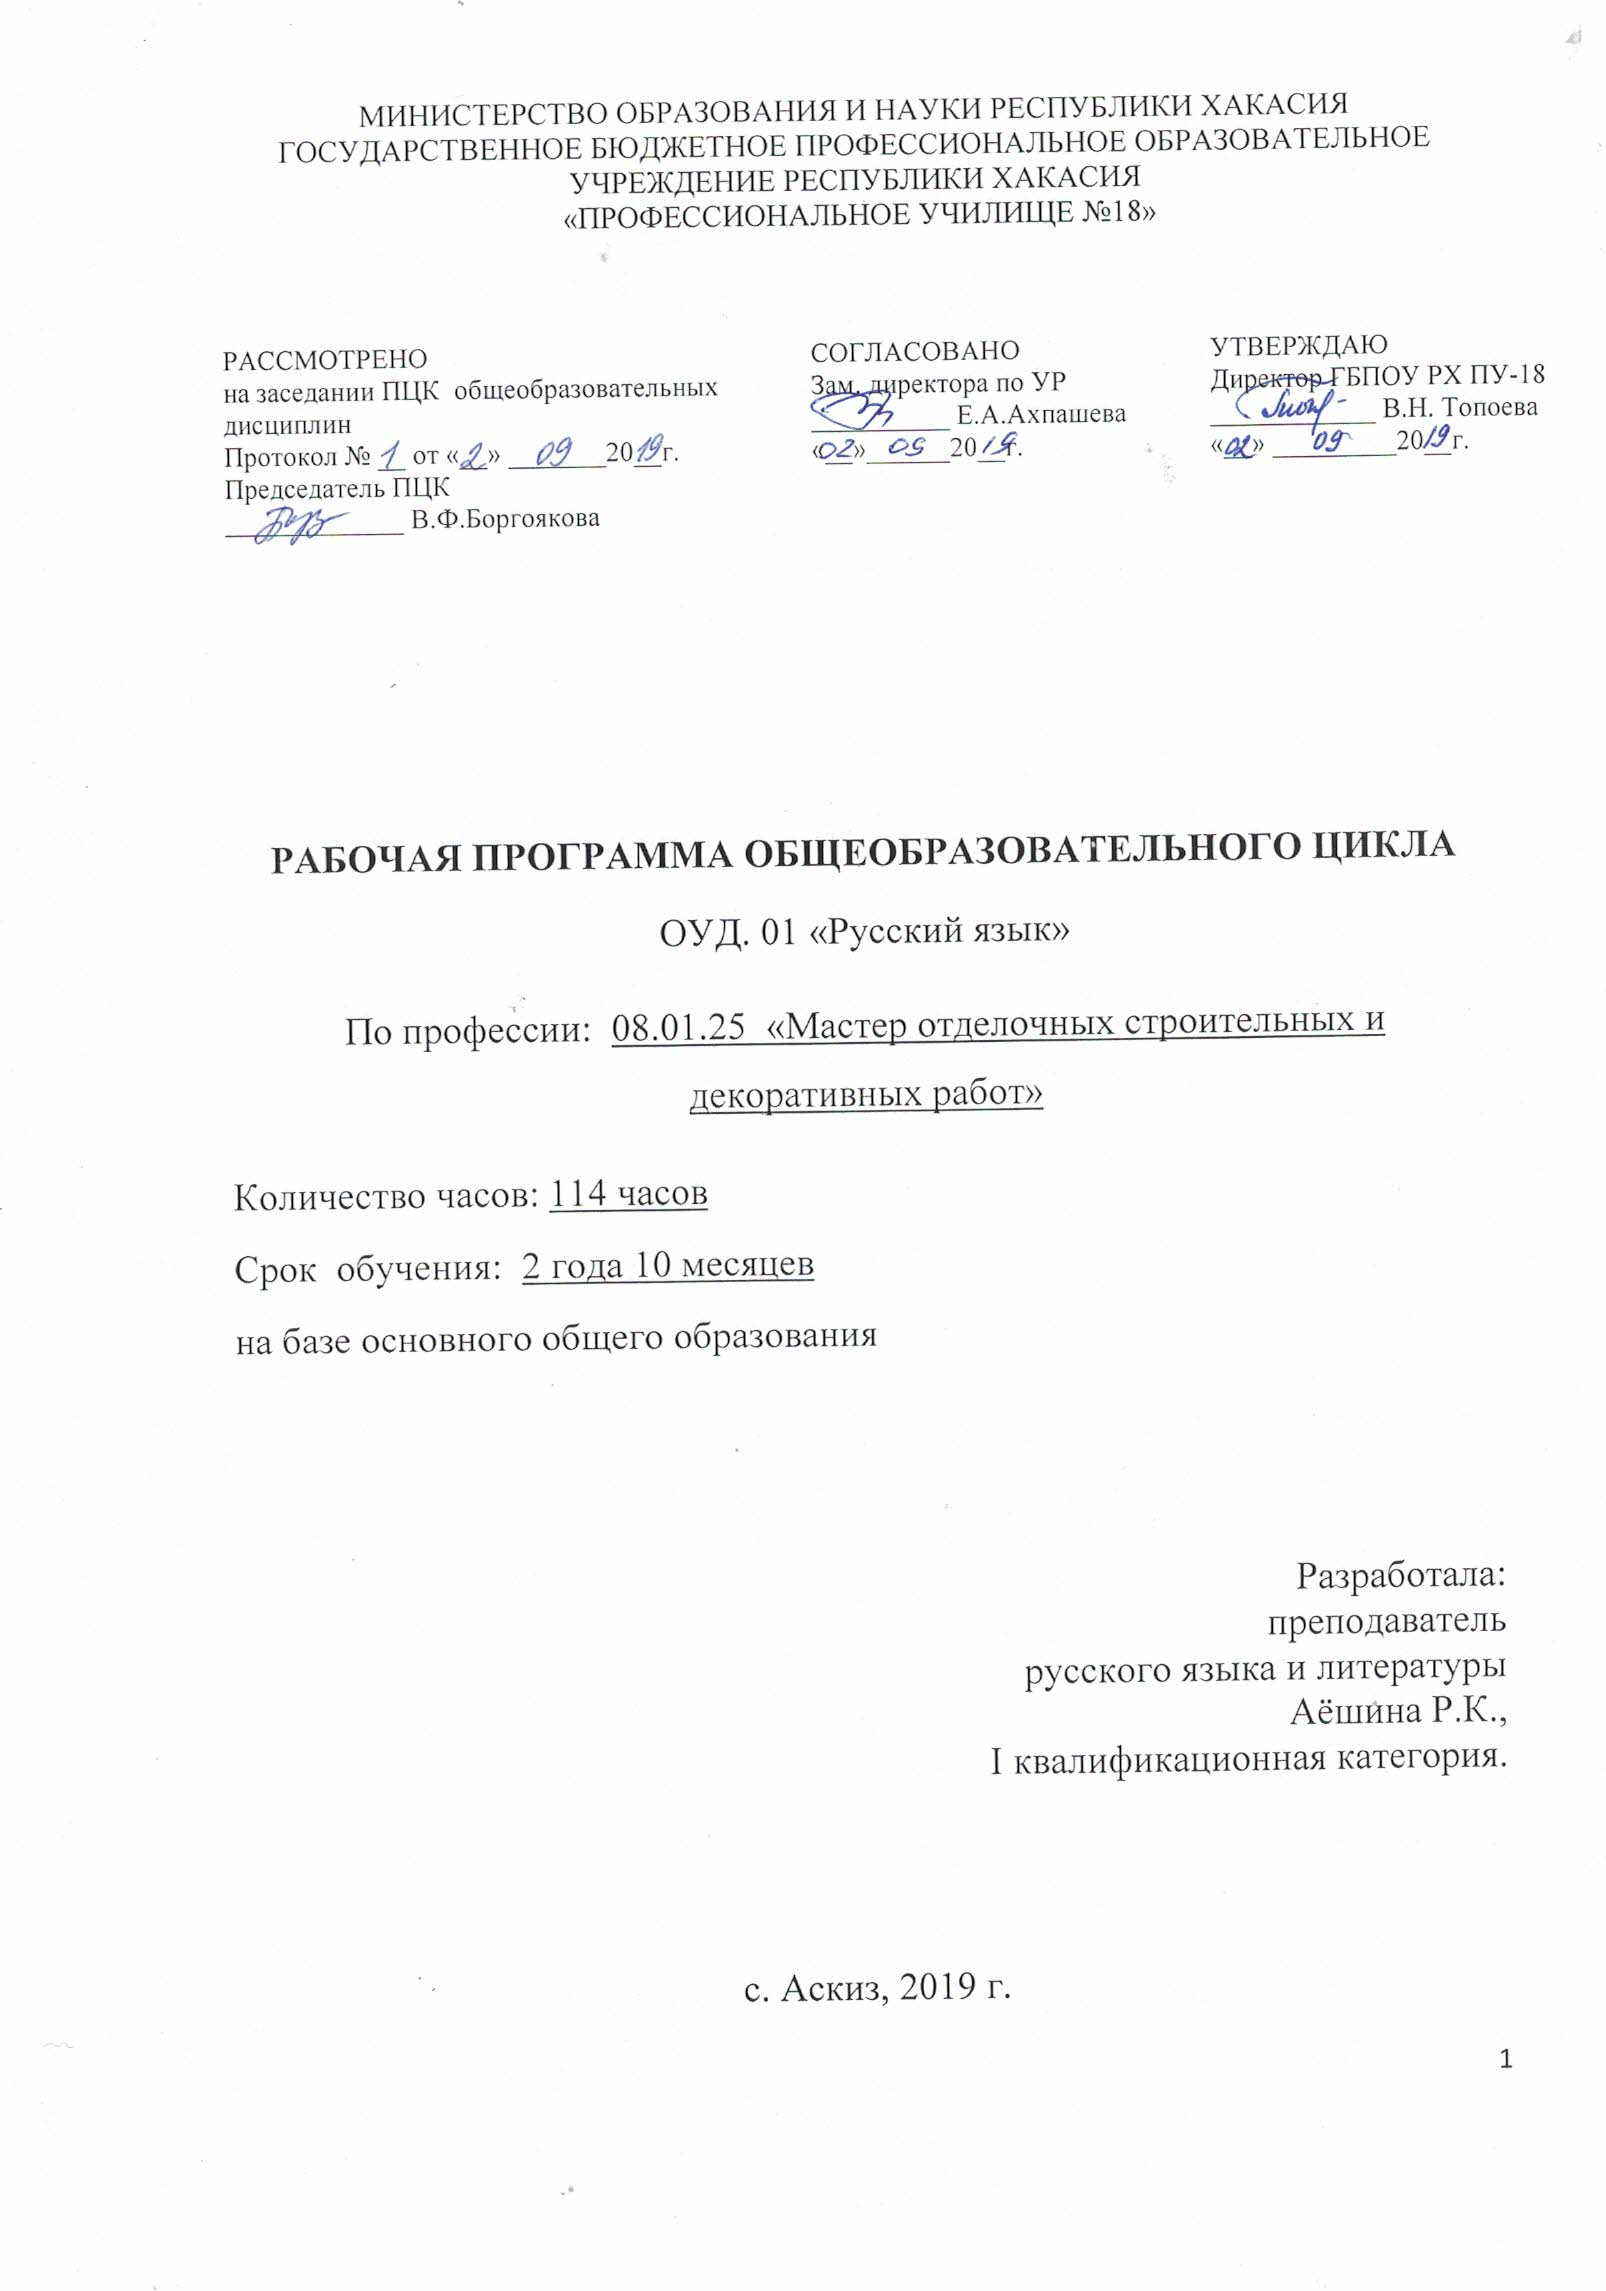 МИНИСТЕРСТВО ОБРАЗОВАНИЯ И НАУКИ РЕСПУБЛИКИ ХАКАСИЯ
ГОСУДАРСТВЕННОЕ БЮДЖЕТНОЕ ПРОФЕССИОНАЛЬНОЕ ОБРАЗОВАТЕЛЬНОЕ
УЧРЕЖДЕНИЕ РЕСПУБЛИКИ ХАКАСИЯ
«ПРОФЕССИОНАЛЬНОЕ УЧИЛИЩЕ №18»
РАССМОТРЕНО
на заседании ПЦК общеобразовательных
дисциплин
Протокол № 1 от «2» 09 2019г.
Председатель ПЦК
В.Ф.Боргоякова
СОГЛАСОВАНО
Зам. директора по УР
Е.А.Ахпашева
«02» 09 2019г.
УТВЕРЖДАЮ
Директор ГБПОУ РХ ПУ-18
В.Н. Топоева
«02» 09 2019г.
РАБОЧАЯ ПРОГРАММА ОБЩЕОБРАЗОВАТЕЛЬНОГО ЦИКЛА
ОУД. 01 «Русский язык»
По профессии: 08.01.25 «Мастер отделочных строительных и
декоративных работ»
Количество часов: 114 часов
Срок обучения: 2 года 10 месяцев
на базе основного общего образования
Разработала:
преподаватель
русского языка и литературы
Аёшина Р.К.,
I квалификационная категория.
с. Аскиз, 2019 г.
1